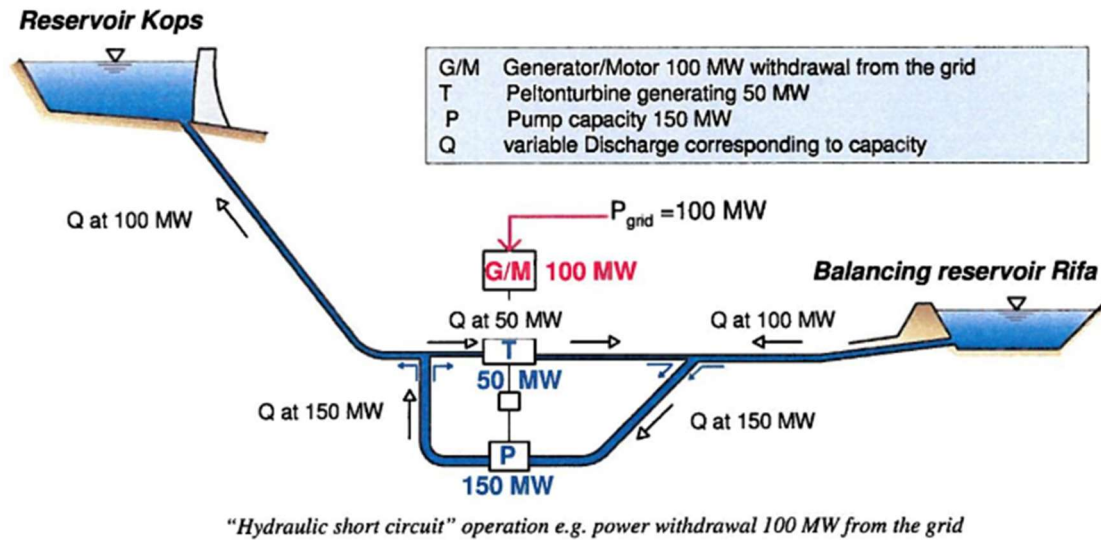 Reservoir Kops
G/M Generator/Motor 100 MW withdrawal from the grid
T Peltonturbine generating 50 MW
P Pump capacity 150 MW
Q variable Discharge corresponding to capacity
Q at 100 MW
P grid =100 MW
G/M 100 MW
Balancing reservoir Rifa
Q at 50 MW
Q at 100 MW
T
50 MW
Q at 150 MW
Q at 150 MW
P
150 MW
"Hydraulic short circuit" operation e.g. power withdrawal 100 MW from the grid